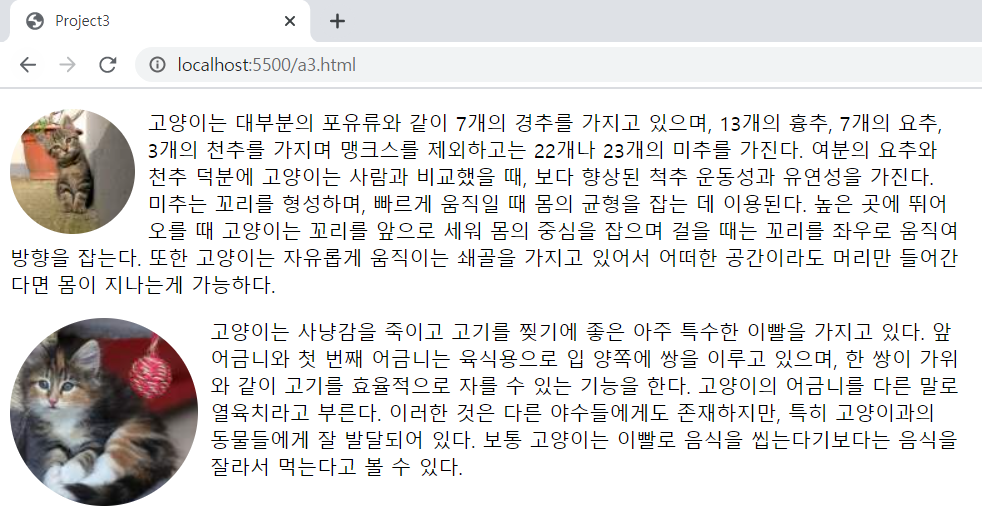 Project3
localhost:5500/a3.html
고양이는 대부분의 포유류와 같이 7개의 경추를 가지고 있으며, 13개의 흉추, 7개의 요추,
3개의 천추를 가지며 맹크스를 제외하고는 22개나 23개의 미추를 가진다. 여분의 요추와
천추 덕분에 고양이는 사람과 비교했을 때, 보다 향상된 척추 운동성과 유연성을 가진다.
미추는 꼬리를 형성하며, 빠르게 움직일 때 몸의 균형을 잡는 데 이용된다. 높은 곳에 뛰어
오를 때 고양이는 꼬리를 앞으로 세워 몸의 중심을 잡으며 걸을 때는 꼬리를 좌우로 움직여
방향을 잡는다. 또한 고양이는 자유롭게 움직이는 쇄골을 가지고 있어서 어떠한 공간이라도 머리만 들어간
다면 몸이 지나는게 가능하다.
고양이는 사냥감을 죽이고 고기를 찢기에 좋은 아주 특수한 이빨을 가지고 있다. 앞
어금니와 첫 번째 어금니는 육식용으로 입 양쪽에 쌍을 이루고 있으며, 한 쌍이 가위
와 같이 고기를 효율적으로 자를 수 있는 기능을 한다. 고양이의 어금니를 다른 말로
열육치라고 부른다. 이러한 것은 다른 야수들에게도 존재하지만, 특히 고양이과의
동물들에게 잘 발달되어 있다. 보통 고양이는 이빨로 음식을 씹는다기보다는 음식을
잘라서 먹는다고 볼 수 있다.